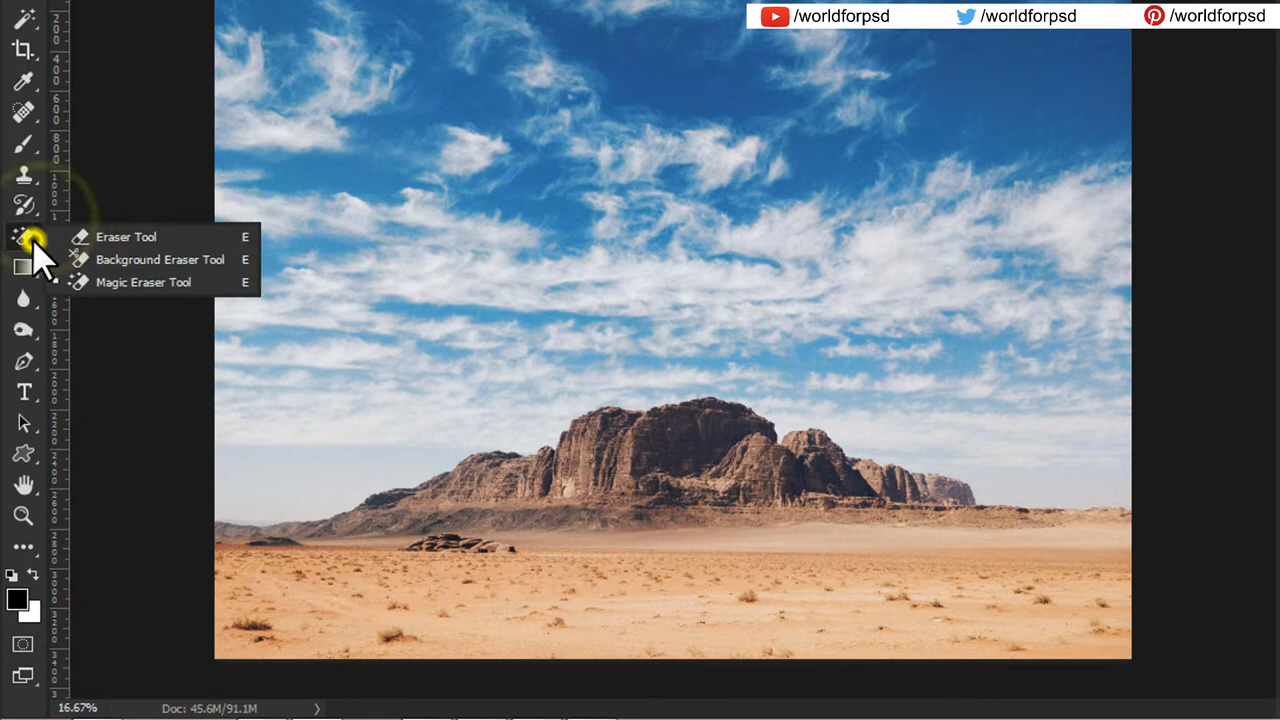 /worldforpsd /worldforpsd /worldforpsd
Eraser Tool E
Background Eraser Tool E
Magic Eraser Tool E
16.67% Doc: 45.6M/91.1M